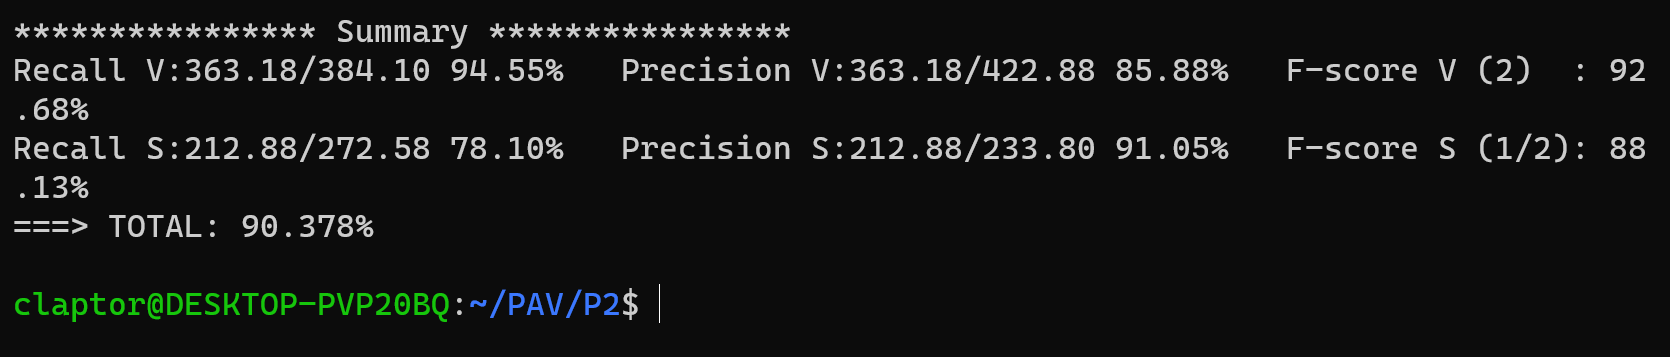 **************** Summary ****************
Recall V:363.18/384.10 94.55%   Precision V:363.18/422.88 85.88%   F-score V (2)  : 92
.68%
Recall S:212.88/272.58 78.10%   Precision S:212.88/233.80 91.05%   F-score S (1/2): 88
.13%
===> TOTAL: 90.378%
claptor@DESKTOP-PVP20BQ:~/PAV/P2$